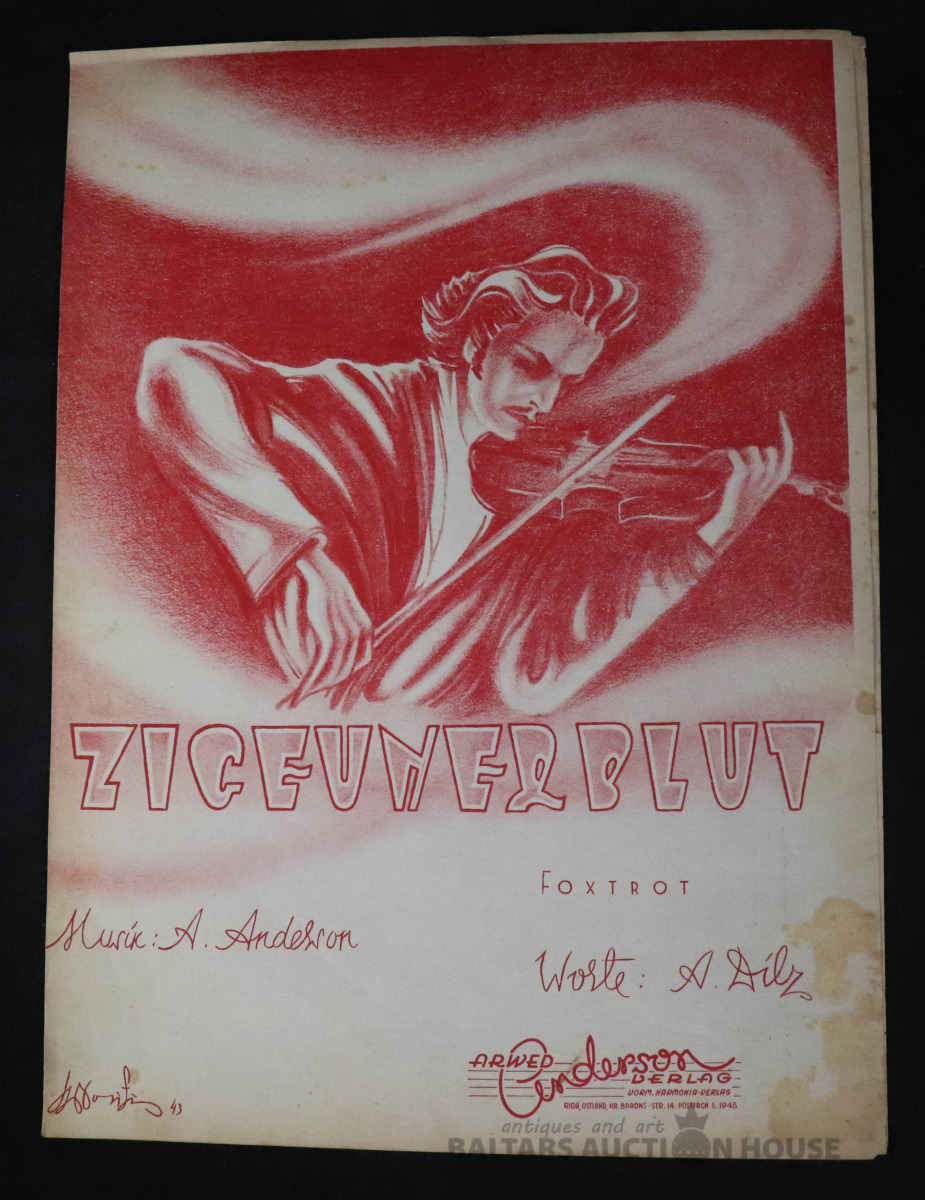 ZIGEUNERBLUT
FOXTROT
Musik: A. Anderson
Worte: A. Dilz
ARWED Anderson
VERLAG
VORM. HARMONIA-VERLAG
RIGA, OSTLAND, KR. BARONS-STR. 14. POSTFACH 1, 1943
43
antiques and art
BALTARS AUCTION HOUSE